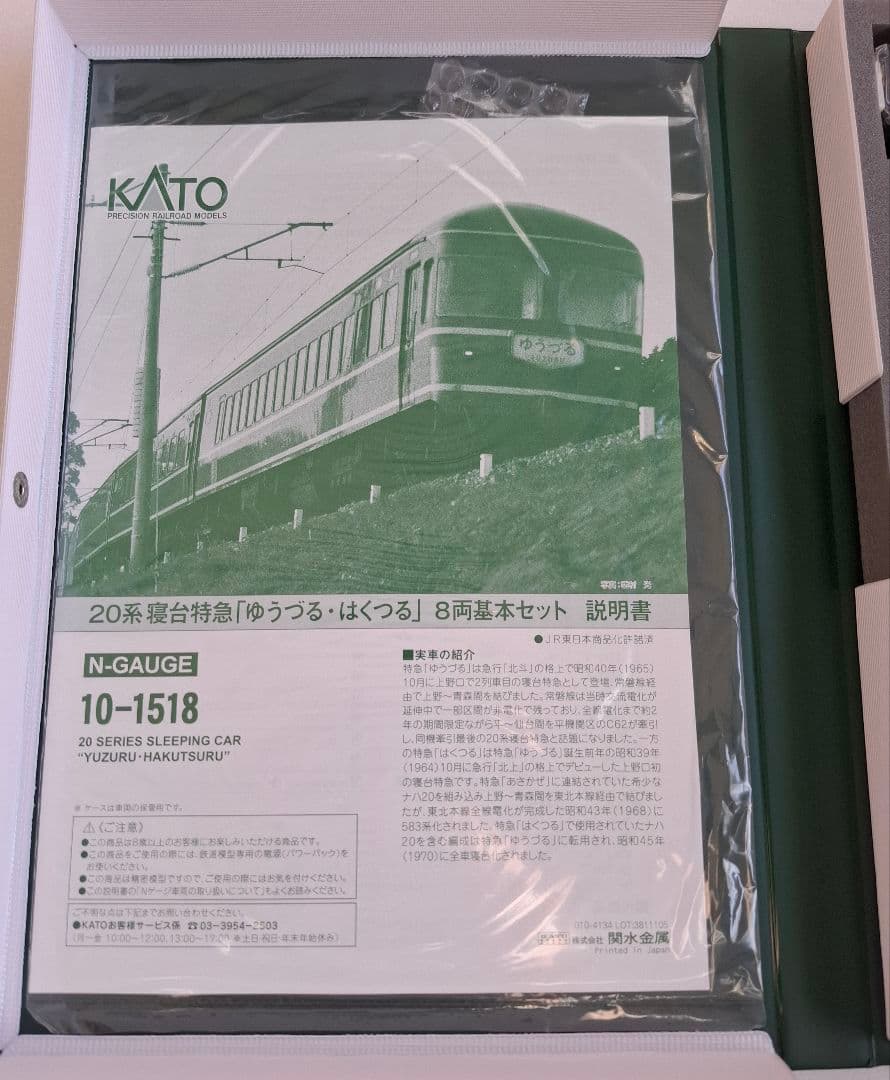 KATO
PRECISION RAILROAD MODELS
ゆうづる
20系 寝台特急「ゆうづる・はくつる」 8両基本セット 説明書
●JR東日本商品化許諾済
N-GAUGE
10-1518
20 SERIES SLEEPING CAR
“YUZURU・HAKUTSURU”
※ ケースは車両の保管用です。
⚠〈ご注意〉
●この商品は8歳以上のお客様にお楽しみいただける商品です。
●この商品をご使用の際には、鉄道模型専用の電源(パワーパック)を
お使いください。
●この商品は精密模型ですので、ご使用の際にはお気を付けください。
●この説明書の「Nゲージ車両の取り扱いについて」もよくお読みください。
ご不明な点は下記までお問い合わせください。
●KATOお客様サービス係 ☎03-3954-2503
(月～金 10:00～12:00、13:00～17:00 ※土日・祝日・年末年始休み)
■実車の紹介
特急「ゆうづる」は急行「北斗」の格上で昭和40年(1965)
10月に上野口で2列車目の寝台特急として登場、常磐線経
由で上野～青森間を結びました。常磐線は当時交流電化が
延伸中で一部区間が非電化で残っており、全線電化まで約2
年の期間限定ながら平～仙台間を平機関区のC62が牽引
し、同機牽引最後の20系寝台特急と話題になりました。一方
の特急「はくつる」は特急「ゆうづる」誕生前年の昭和39年
(1964)10月に急行「北上」の格上でデビューした上野口初
の寝台特急です。特急「あさかぜ」に連結されていた希少な
ナハ20を組み込み上野～青森間を東北本線経由で結びまし
たが、東北本線全線電化が完成した昭和43年(1968)に
583系化されました。特急「はくつる」で使用されていたナハ
20を含む編成は特急「ゆうづる」に転用され、昭和45年
(1970)に全車寝台化されました。
010-4134 LOT:3811105
KATO 株式会社 関水金属
Printed in Japan